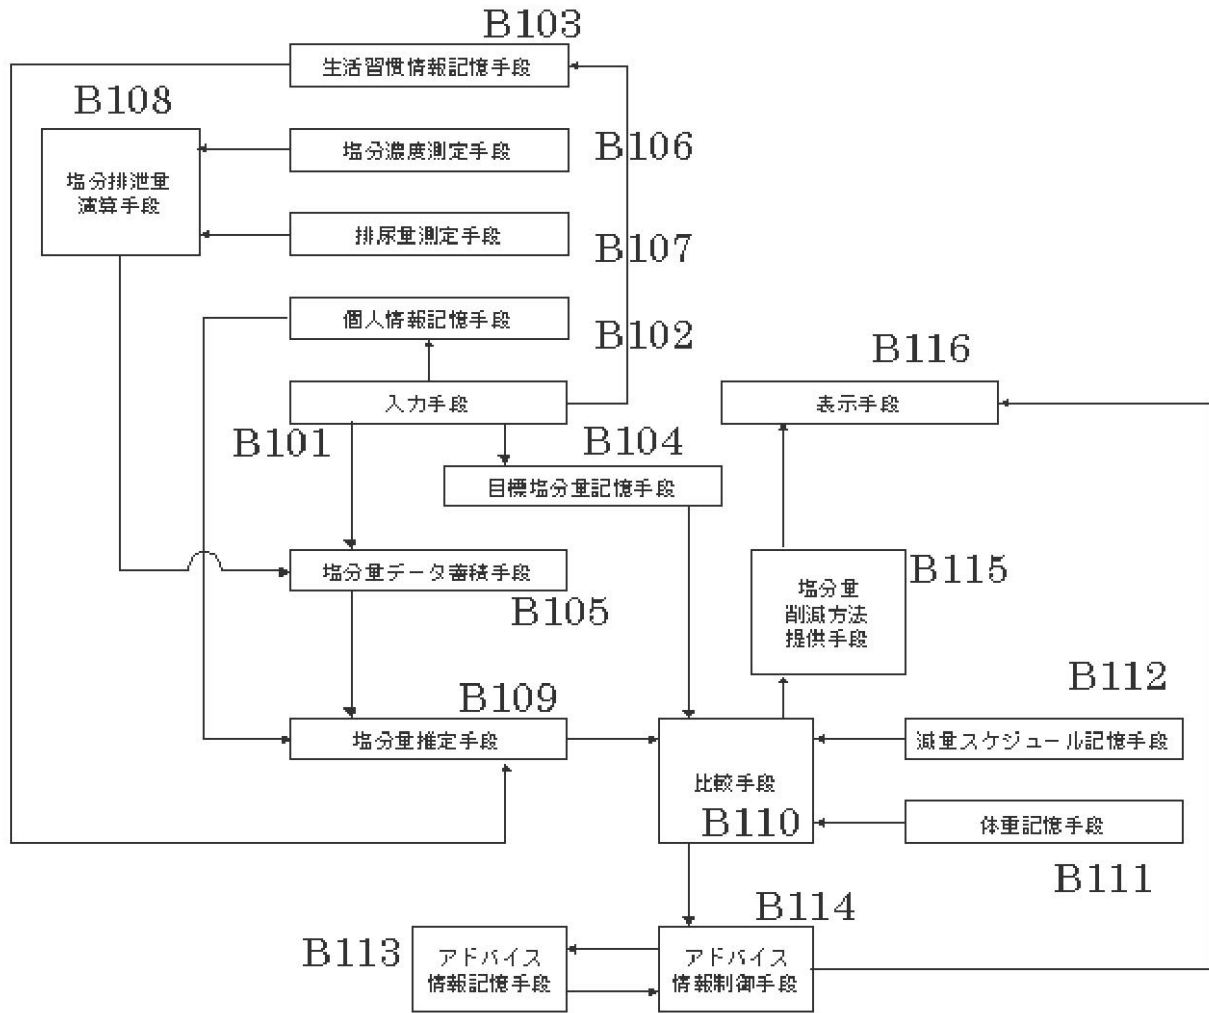 B103
生活習慣情報記憶手段
B108
塩分濃度測定手段
B106
塩分排泄量
演算手段
排尿量測定手段
B107
個人情報記憶手段
B102
B116
入力手段
表示手段
B101
B104
目標塩分量記憶手段
塩分量データ蓄積手段
B105
塩分量
削減方法
提供手段
B115
B109
B112
塩分量推定手段
減量スケジュール記憶手段
比較手段
B110
体重記憶手段
B111
B114
B113
アドバイス
情報記憶手段
アドバイス
情報制御手段